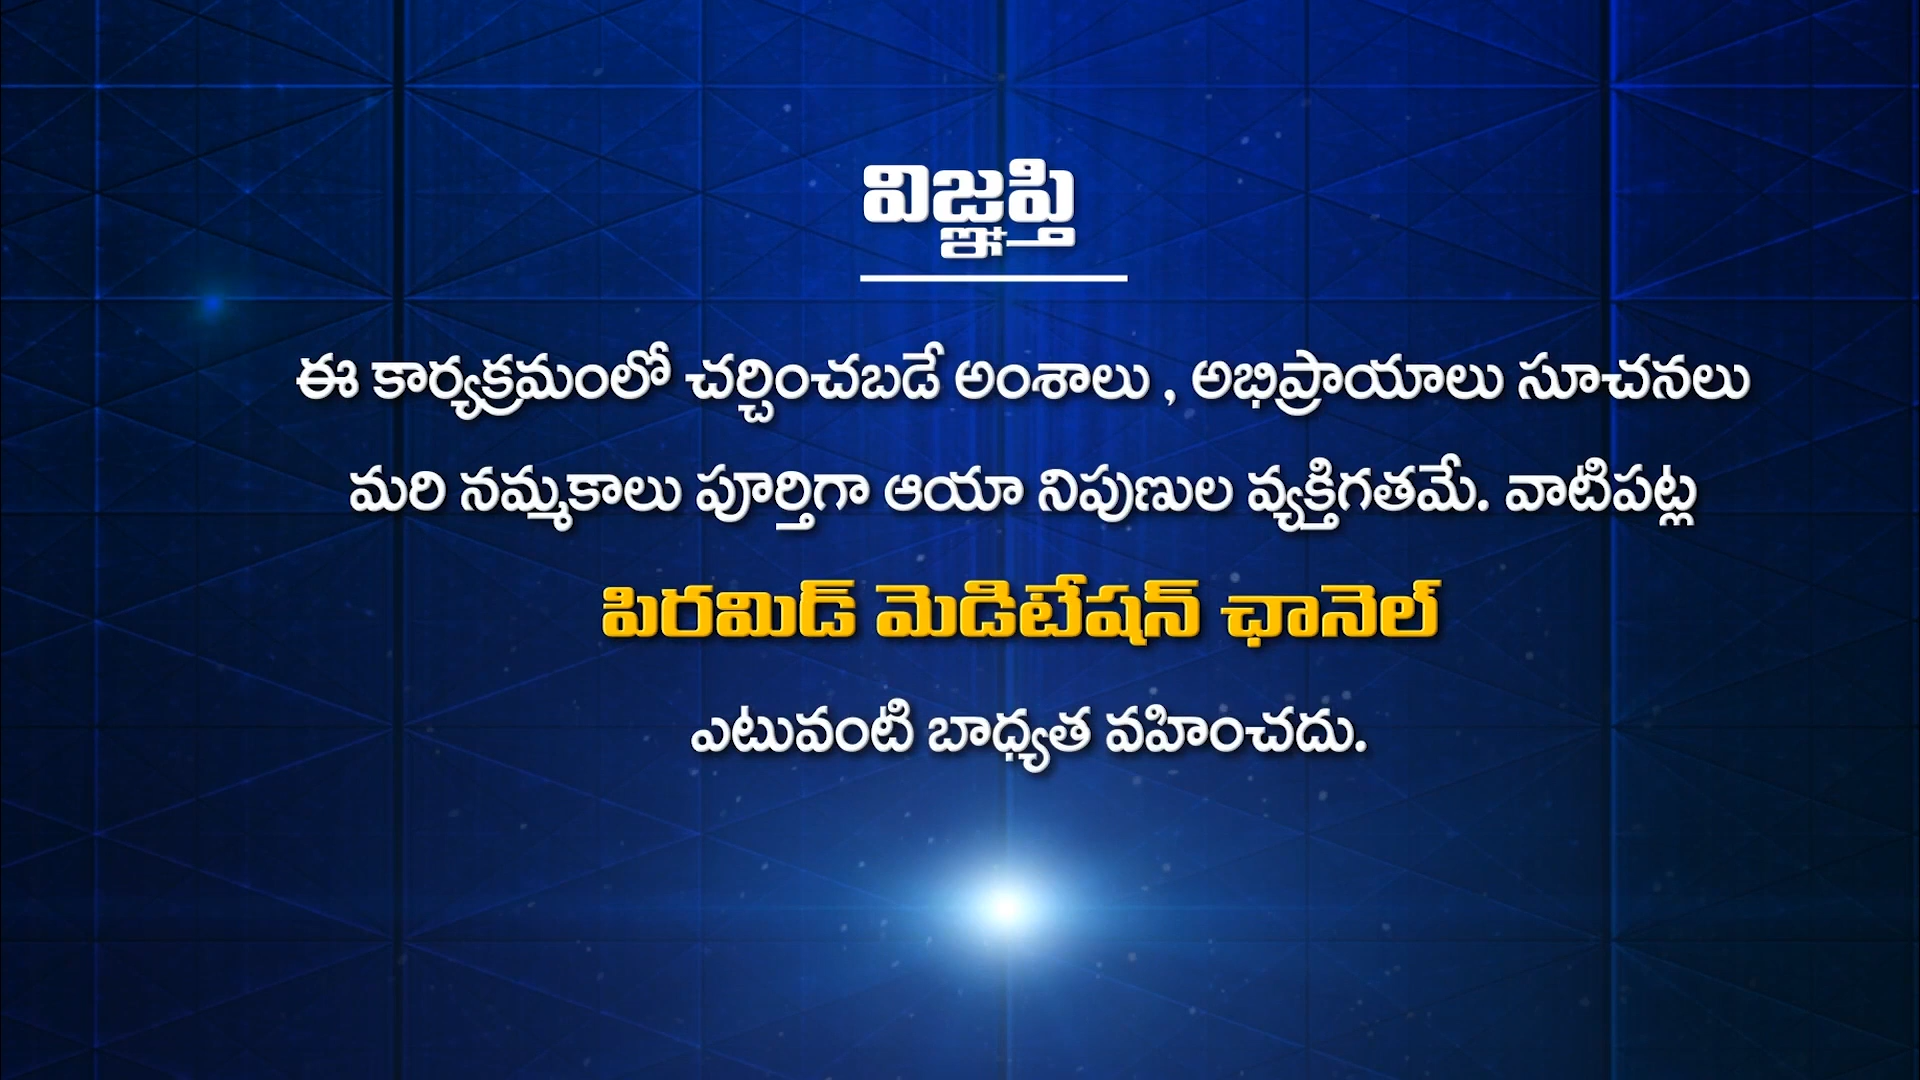 విజ్ఞప్తి
ఈ కార్యక్రమంలో చర్చించబడే అంశాలు , అభిప్రాయాలు సూచనలు
మరి నమ్మకాలు పూర్తిగా ఆయా నిపుణుల వ్యక్తిగతమే. వాటిపట్ల
పిరమిడ్ మెడిటేషన్ ఛానెల్
ఎటువంటి బాధ్యత వహించదు.